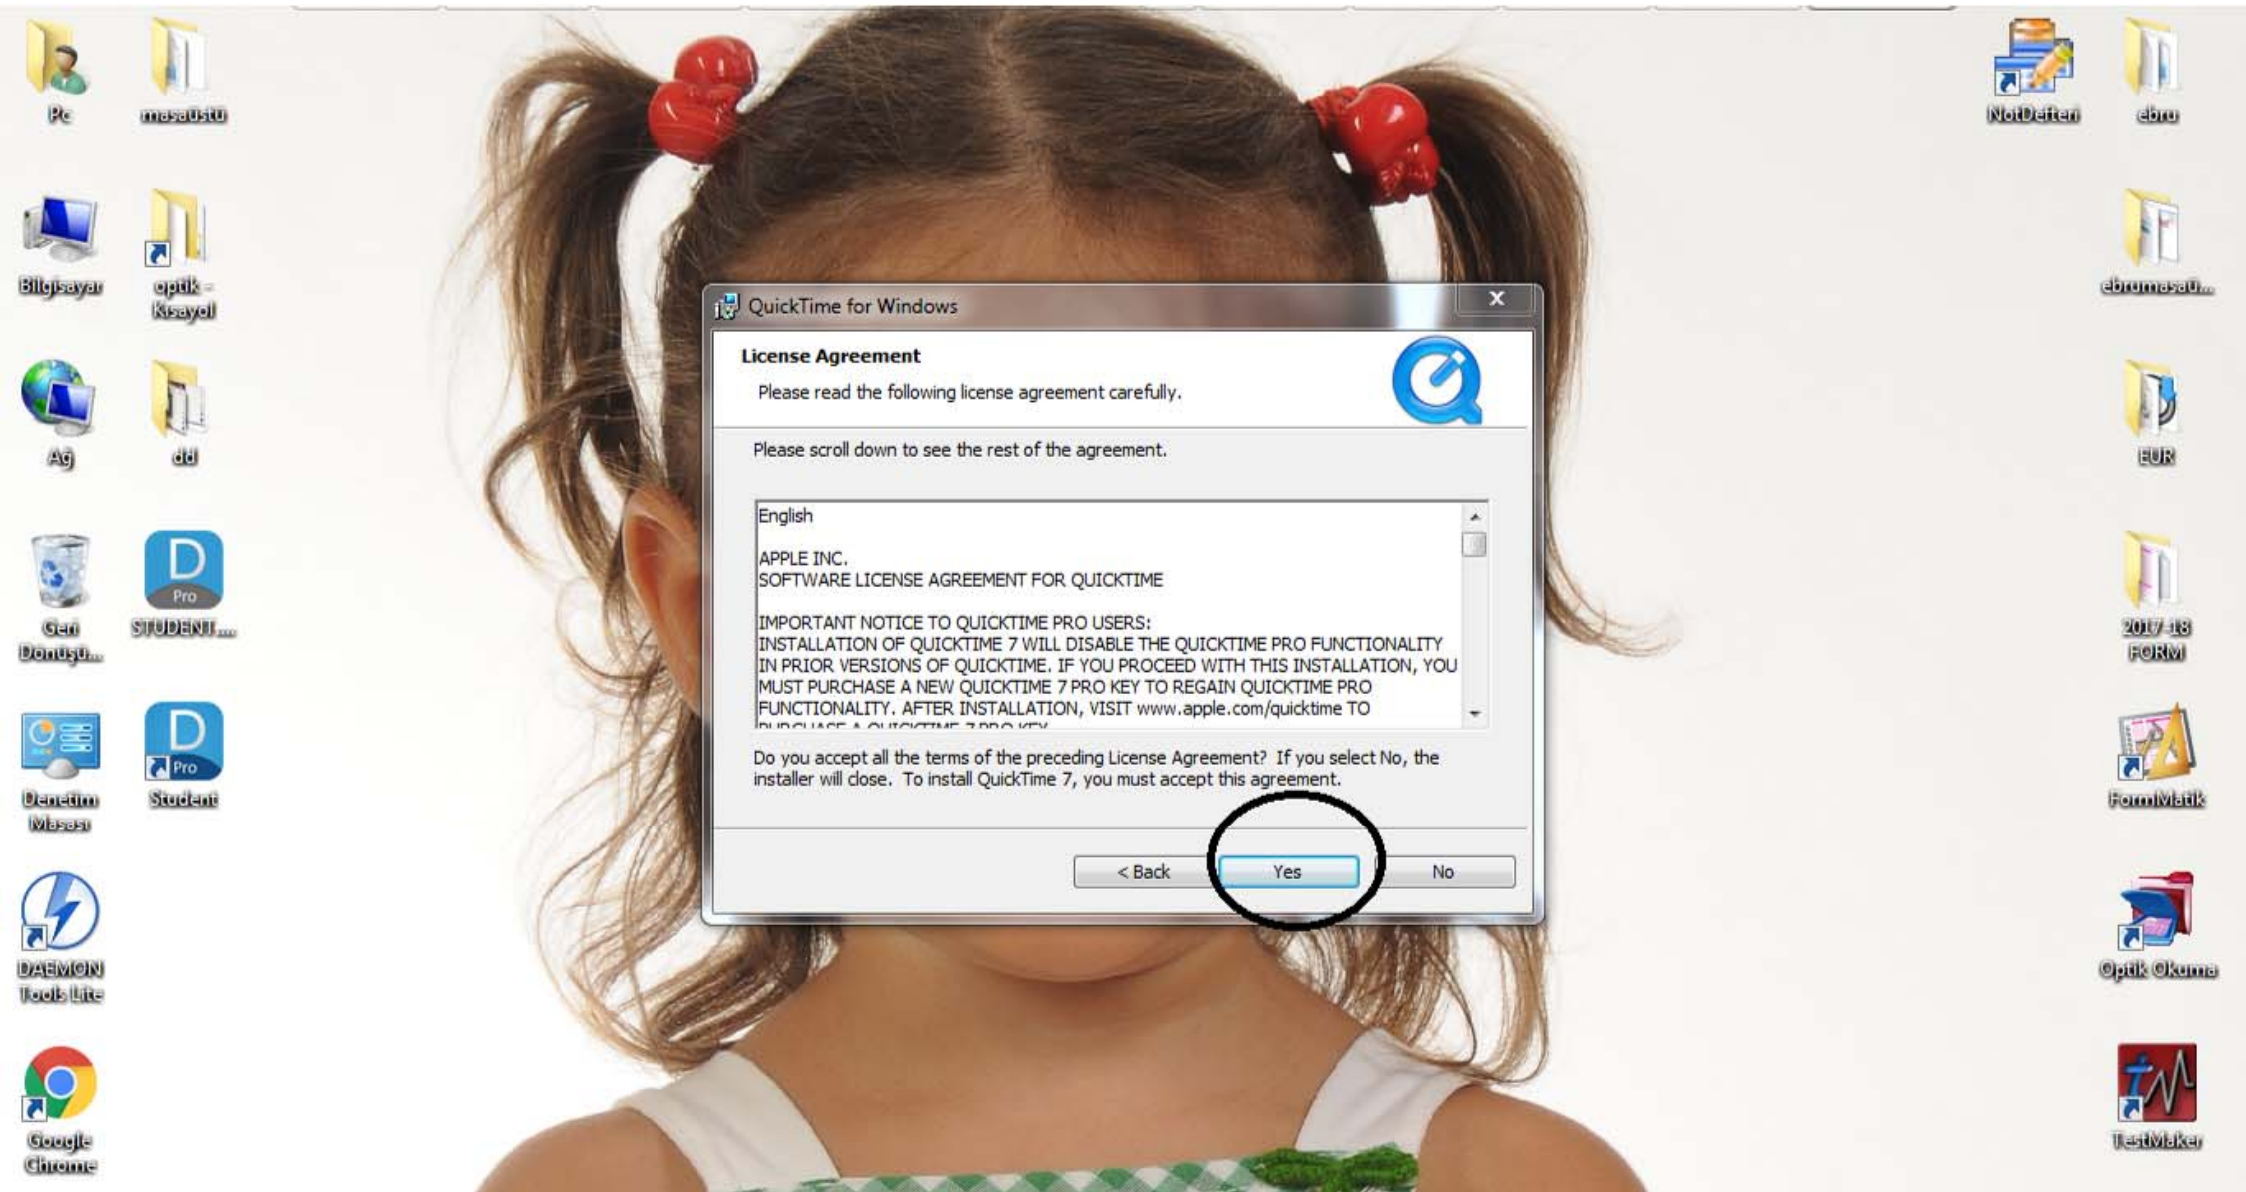 Pc
masaüstü
Bilgisayar
optik -
Kısayol
Ağ
dd
Geri
Dönüşü...
STUDENT....
D
Pro
Denetim
Masası
Student
D
Pro
DAEMON
Tools Lite
Google
Chrome
QuickTime for Windows
X
License Agreement
Please read the following license agreement carefully.
Please scroll down to see the rest of the agreement.
English
APPLE INC.
SOFTWARE LICENSE AGREEMENT FOR QUICKTIME
IMPORTANT NOTICE TO QUICKTIME PRO USERS:
INSTALLATION OF QUICKTIME 7 WILL DISABLE THE QUICKTIME PRO FUNCTIONALITY
IN PRIOR VERSIONS OF QUICKTIME. IF YOU PROCEED WITH THIS INSTALLATION, YOU
MUST PURCHASE A NEW QUICKTIME 7 PRO KEY TO REGAIN QUICKTIME PRO
FUNCTIONALITY. AFTER INSTALLATION, VISIT www.apple.com/quicktime TO
PURCHASE A QUICKTIME 7 PRO KEY
Do you accept all the terms of the preceding License Agreement? If you select No, the
installer will close. To install QuickTime 7, you must accept this agreement.
< Back
Yes
No
NotDefteri
ebru
ebrumasaü...
EUR
2017-18
FORM
FormMatik
Optik Okuma
TM
TestMaker